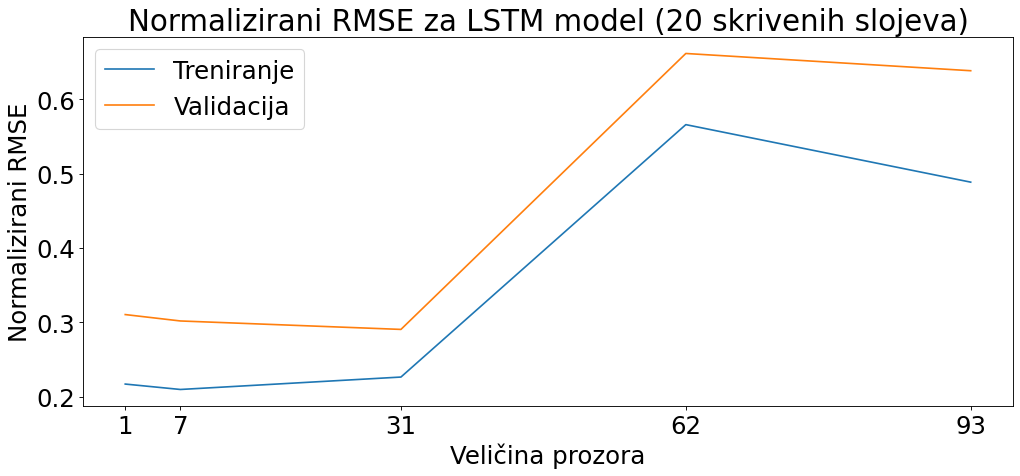 Normalizirani RMSE za LSTM model (20 skrivenih slojeva)
Treniranje
Validacija
Normalizirani RMSE
0.6
0.5
0.4
0.3
0.2
1 7 31 62 93
Veličina prozora